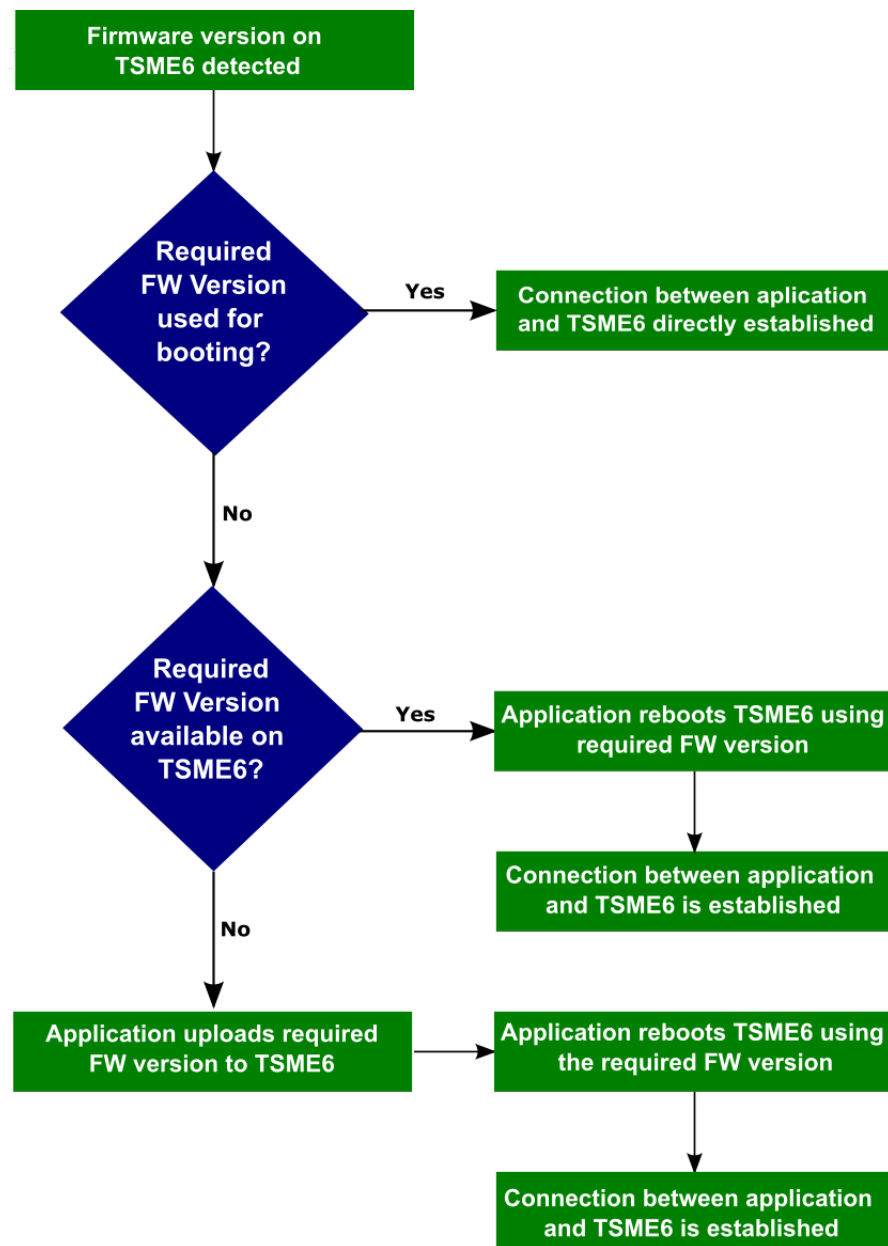 Firmware version on
TSME6 detected
Required
FW Version
used for
booting?
Yes
Connection between aplication
and TSME6 directly established
No
Required
FW Version
available on
TSME6?
Yes
Application reboots TSME6 using
required FW version
Connection between application
and TSME6 is established
No
Application uploads required
FW version to TSME6
Application reboots TSME6 using
the required FW version
Connection between application
and TSME6 is established